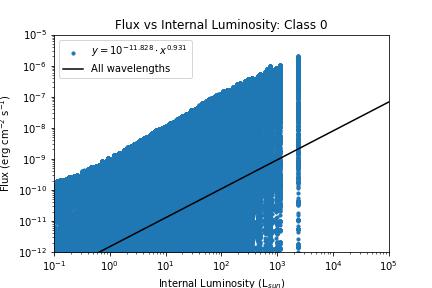 Flux vs Internal Luminosity: Class 0
y = 10^{-11.828} · x^{0.931}
All wavelengths
Flux (erg cm⁻² s⁻¹)
10⁻⁵
10⁻⁶
10⁻⁷
10⁻⁸
10⁻⁹
10⁻¹⁰
10⁻¹¹
10⁻¹²
10⁻¹ 10⁰ 10¹ 10² 10³ 10⁴ 10⁵
Internal Luminosity (L_{sun})